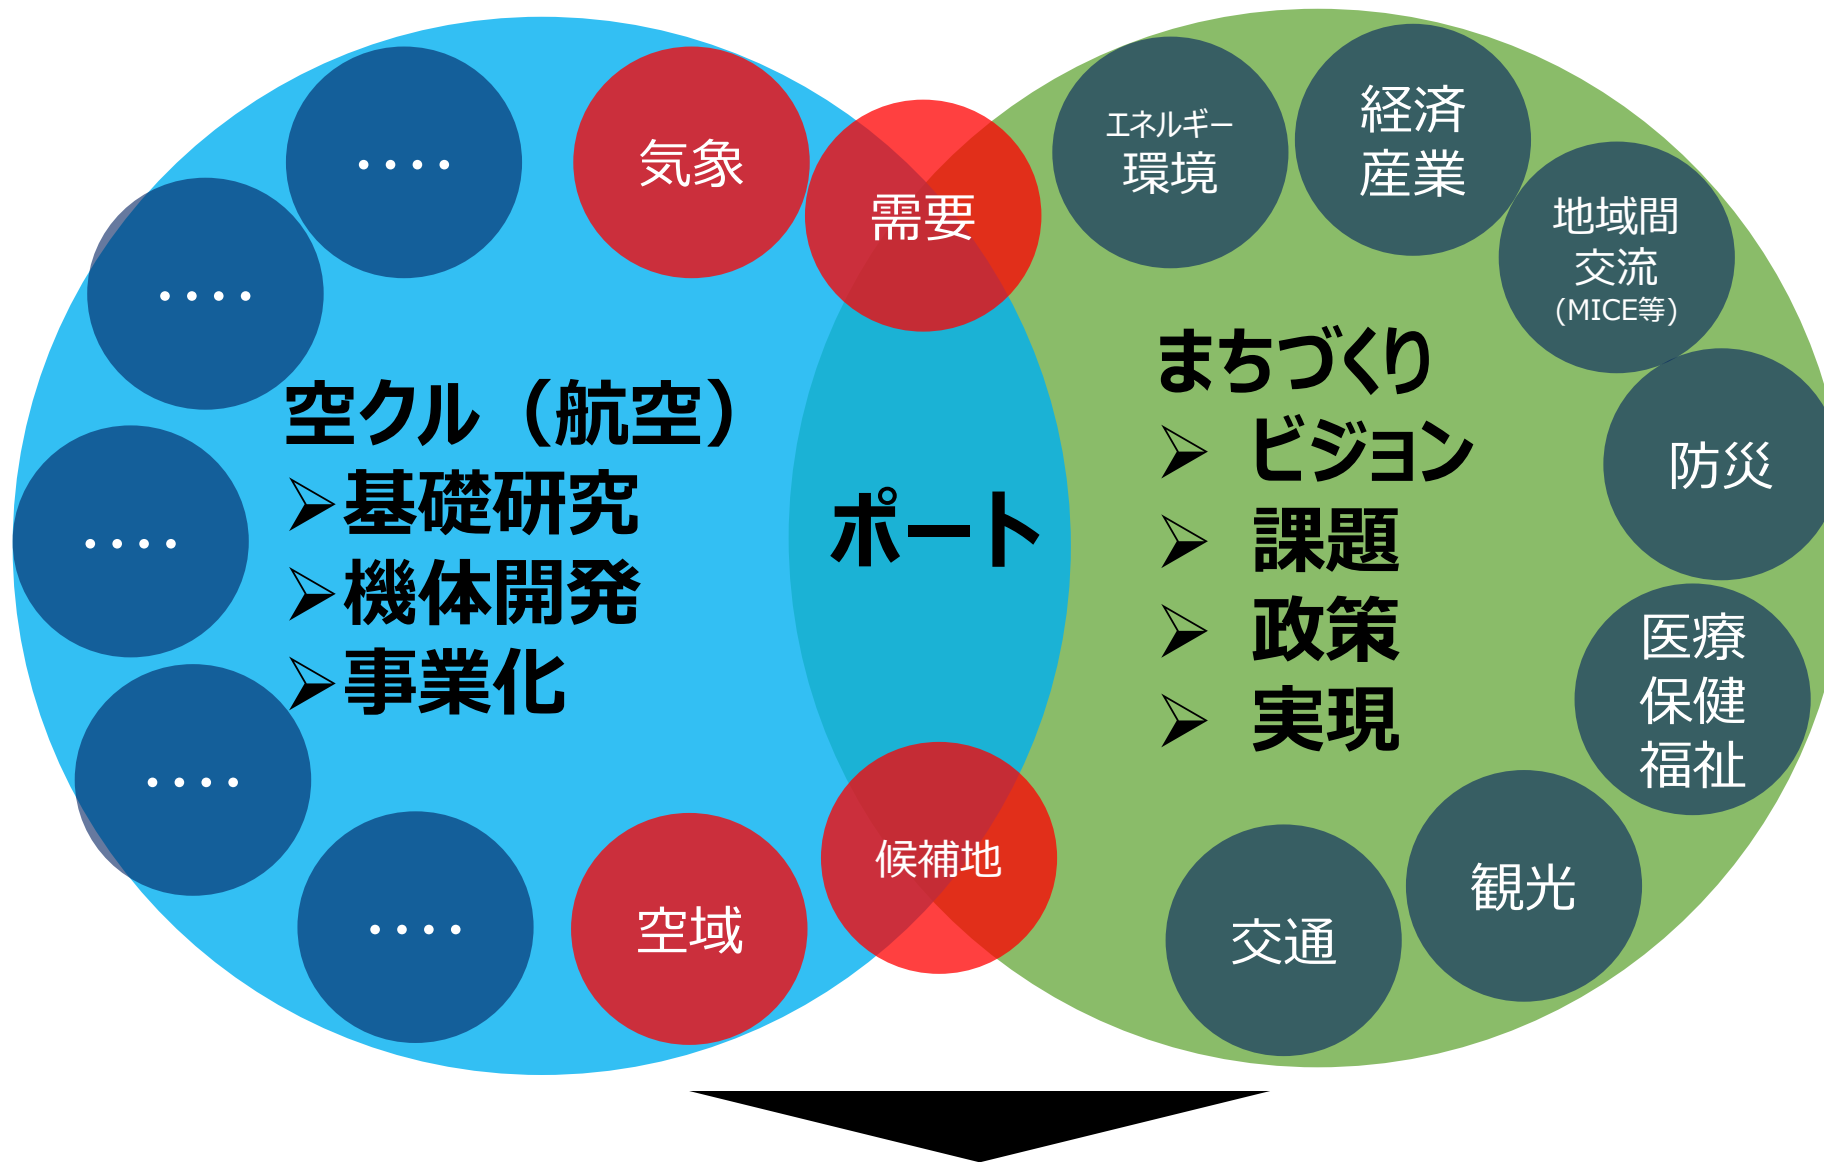 ・・・・
気象
需要
エネルギー
環境
経済
産業
地域間
交流
(MICE等)
・・・・
空クル（航空）
➢基礎研究
➢機体開発
➢事業化
ポート
まちづくり
➢ ビジョン
➢ 課題
➢ 政策
➢ 実現
防災
・・・・
医療
保健
福祉
・・・・
候補地
観光
・・・・
空域
交通